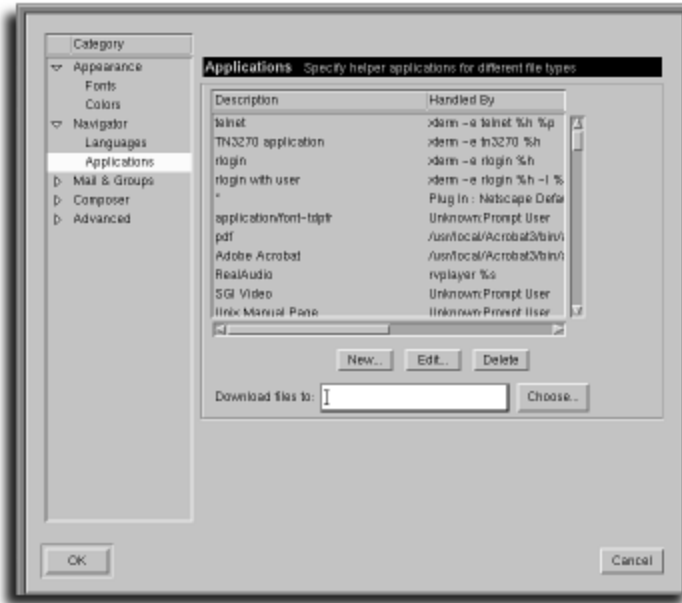 Category
Appearance
Fonts
Colors
Navigator
Languages
Applications
Mail & Groups
Composer
Advanced
Applications Specify helper applications for different file types
Description Handled By
telnet xterm -e telnet %h %p
TN3270 application xterm -e tn3270 %h
rlogin xterm -e rlogin %h
rlogin with user xterm -e rlogin %h -l %
* Plug In : Netscape Defa
application/font-tdpfr Unknown:Prompt User
pdf /usr/local/Acrobat3/bin/a
Adobe Acrobat /usr/local/Acrobat3/bin/a
RealAudio rvplayer %s
SGI Video Unknown:Prompt User
Unix Manual Page Unknown:Prompt User
New... Edit... Delete
Download files to: Choose...
OK Cancel